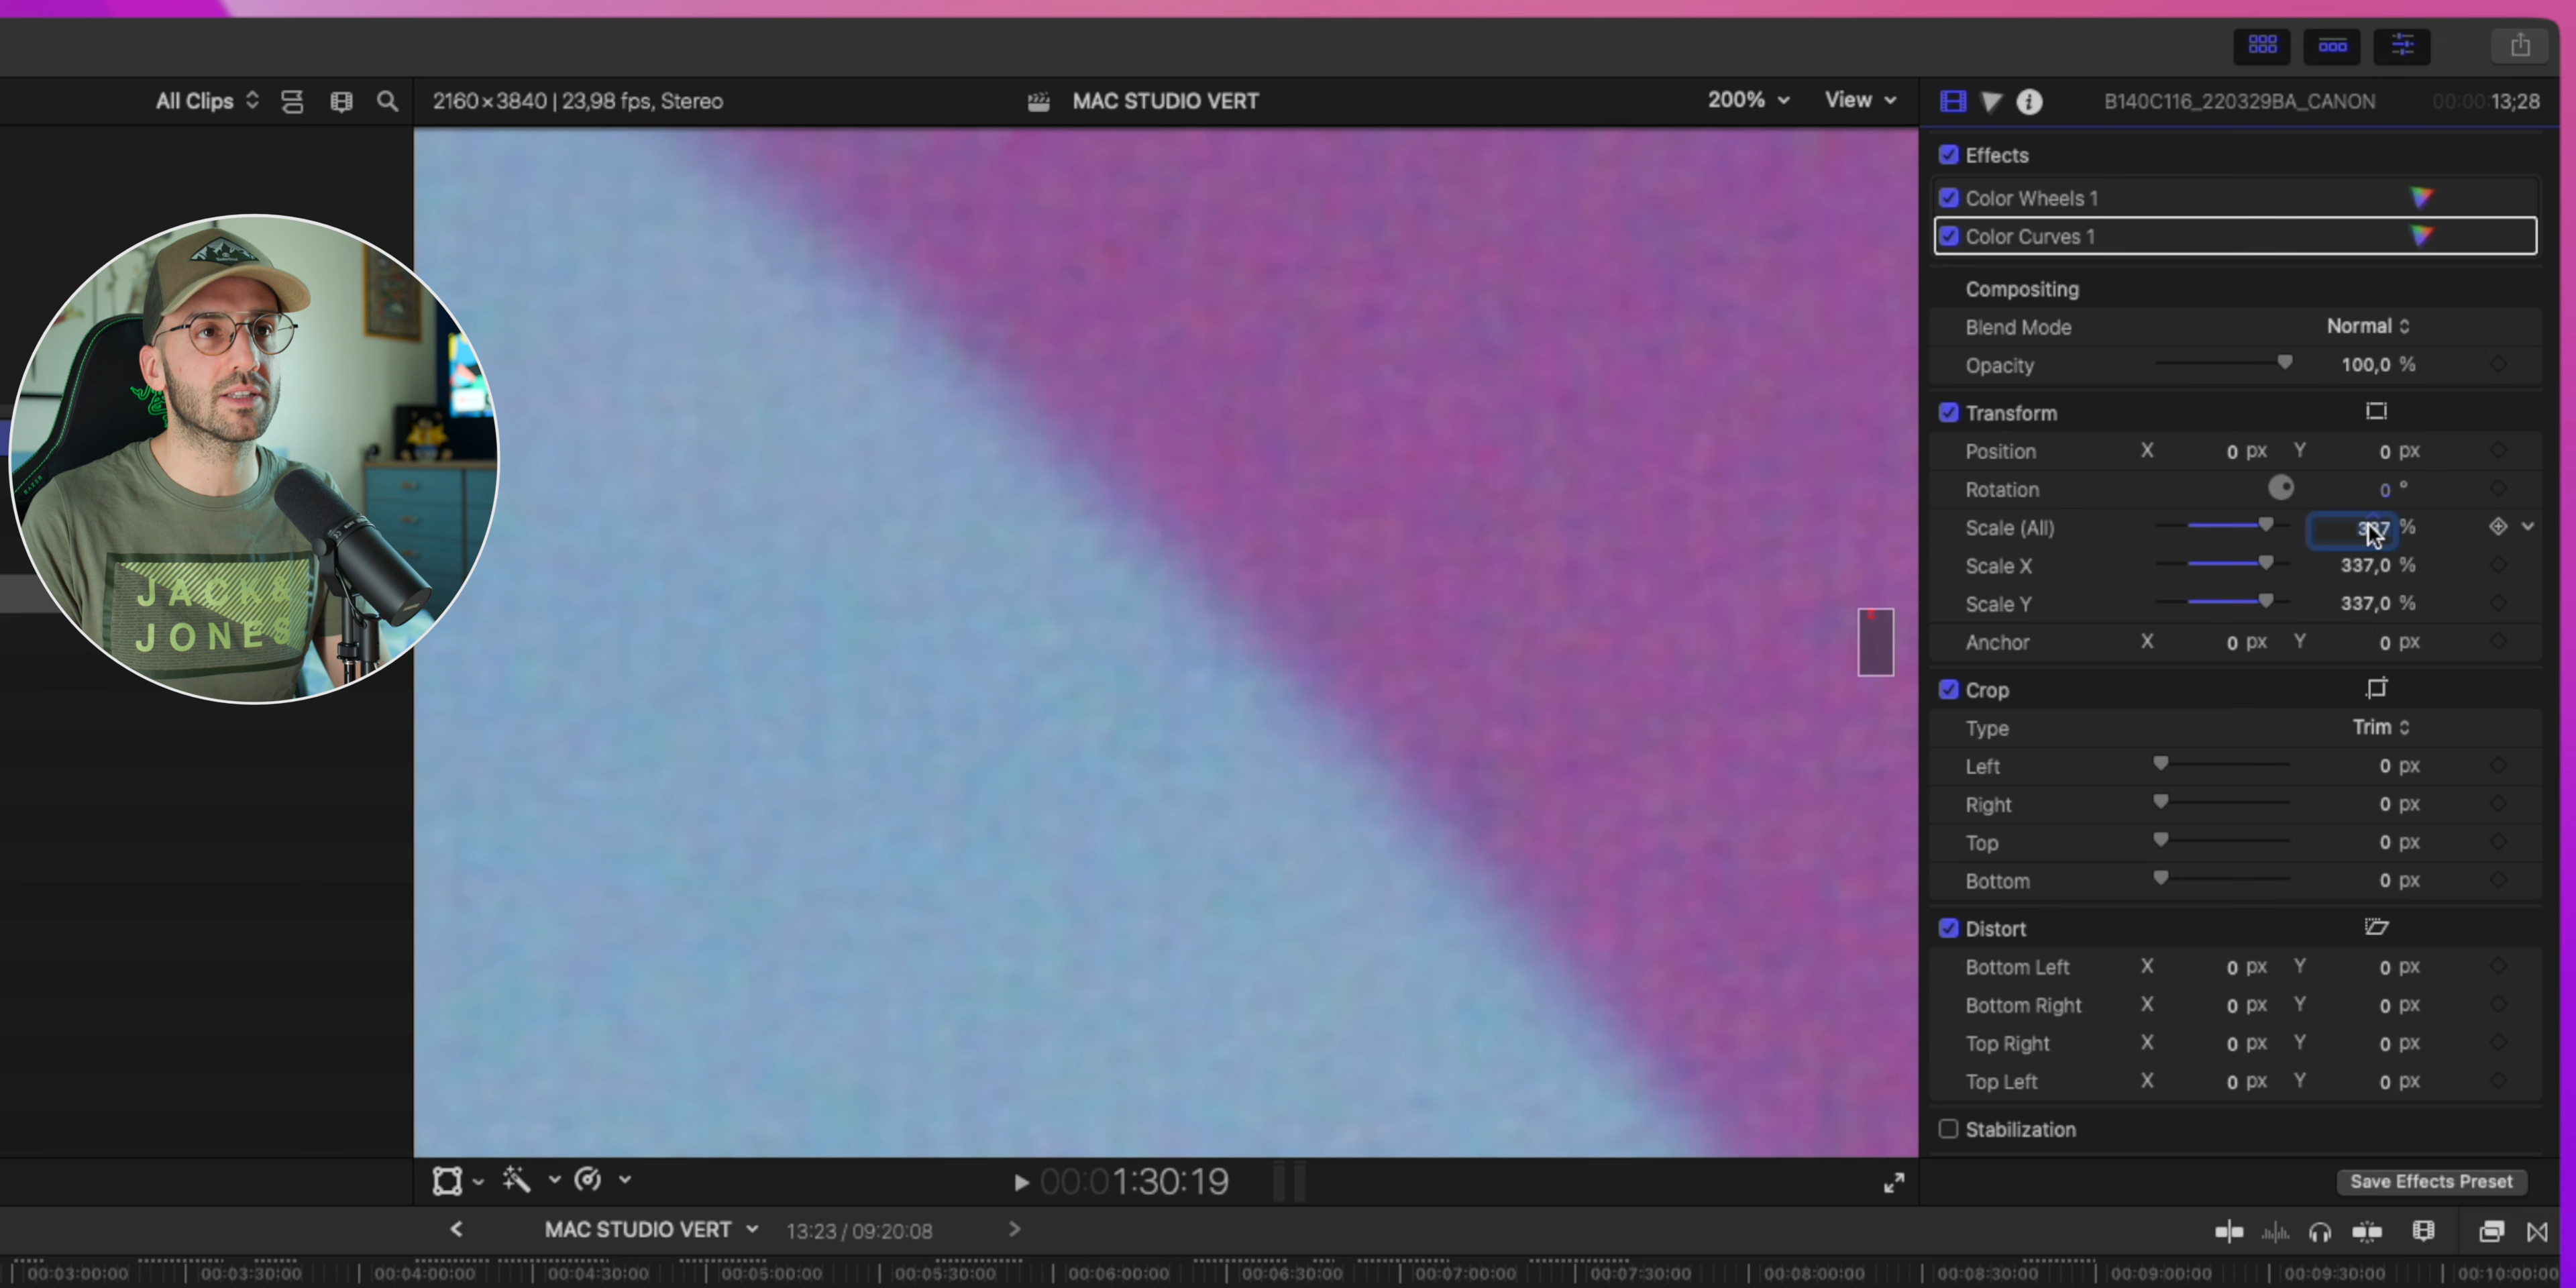 All Clips
2160×3840 | 23,98 fps, Stereo
MAC STUDIO VERT
200%
View
B140C116_220329BA_CANON
00:00:13;28
Effects
Color Wheels 1
Color Curves 1
Compositing
Blend Mode Normal
Opacity 100,0 %
Transform
Position X 0 px Y 0 px
Rotation 0 °
Scale (All) 337 %
Scale X 337,0 %
Scale Y 337,0 %
Anchor X 0 px Y 0 px
Crop
Type Trim
Left 0 px
Right 0 px
Top 0 px
Bottom 0 px
Distort
Bottom Left X 0 px Y 0 px
Bottom Right X 0 px Y 0 px
Top Right X 0 px Y 0 px
Top Left X 0 px Y 0 px
Stabilization
Save Effects Preset
JACK &
JONES
00:01:30:19
MAC STUDIO VERT
13:23 / 09:20:08
00:03:00:00 00:03:30:00 00:04:00:00 00:04:30:00 00:05:00:00 00:05:30:00 00:06:00:00 00:06:30:00 00:07:00:00 00:07:30:00 00:08:00:00 00:08:30:00 00:09:00:00 00:09:30:00 00:10:00:00